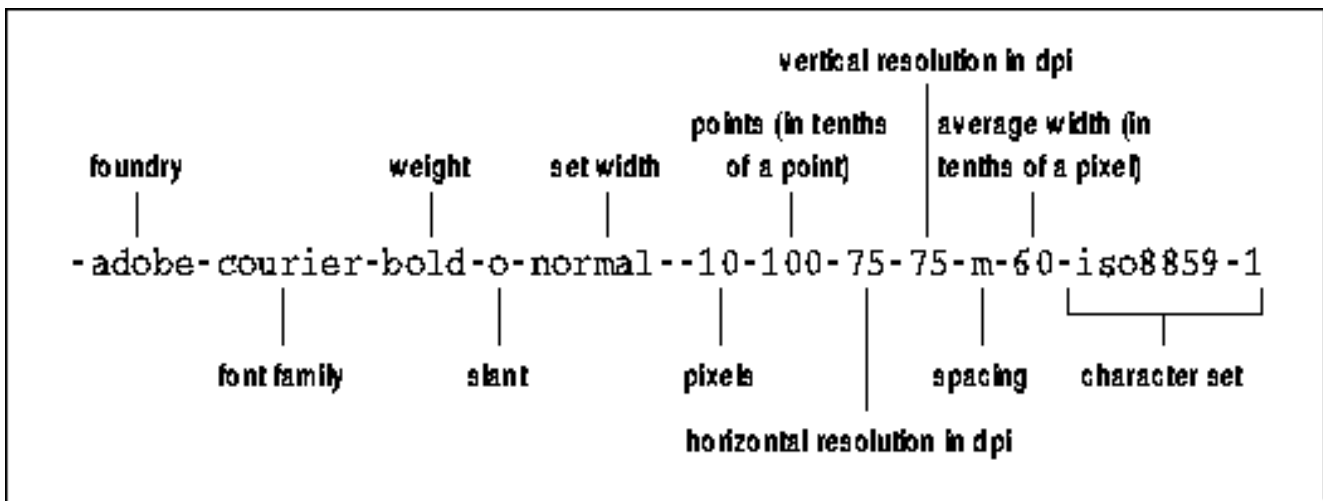 vertical resolution in dpi
points (in tenths
of a point)
average width (in
tenths of a pixel)
foundry
weight
set width
-adobe-courier-bold-o-normal--10-100-75-75-m-60-iso8859-1
font family
slant
pixels
spacing
character set
horizontal resolution in dpi